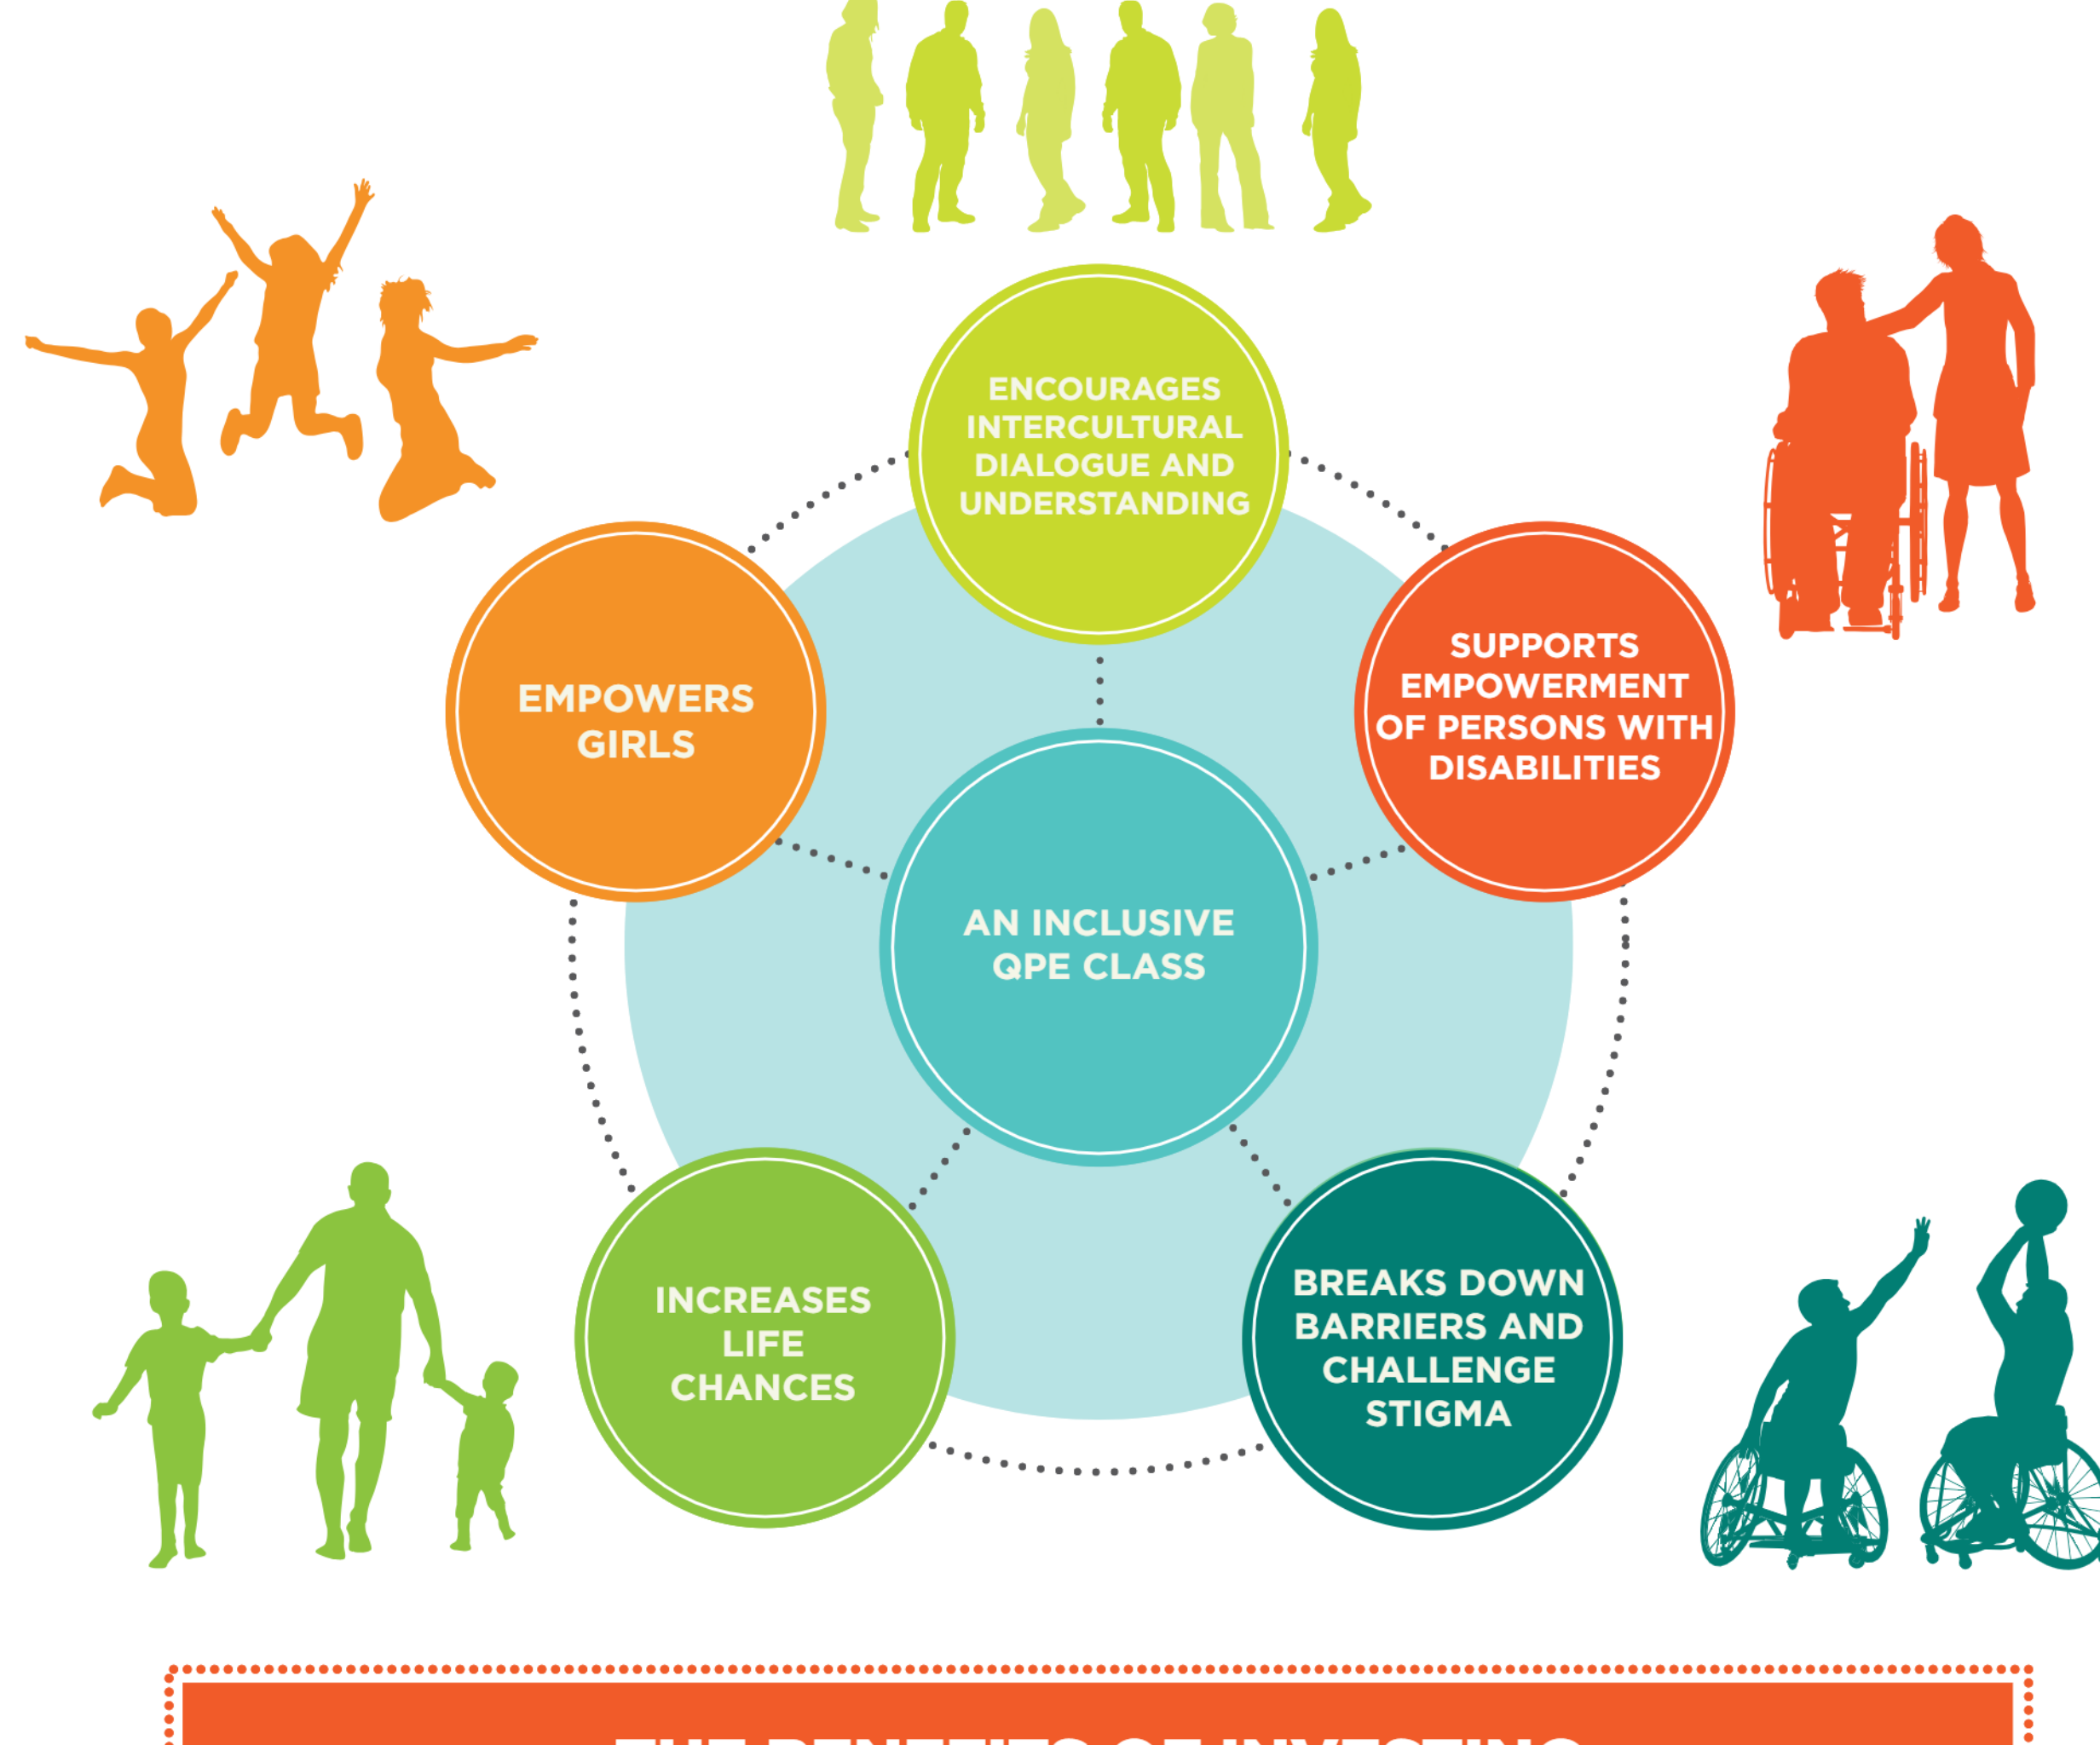 ENCOURAGES
INTERCULTURAL
DIALOGUE AND
UNDERSTANDING
EMPOWERS
GIRLS
SUPPORTS
EMPOWERMENT
OF PERSONS WITH
DISABILITIES
AN INCLUSIVE
QPE CLASS
INCREASES
LIFE
CHANCES
BREAKS DOWN
BARRIERS AND
CHALLENGE
STIGMA